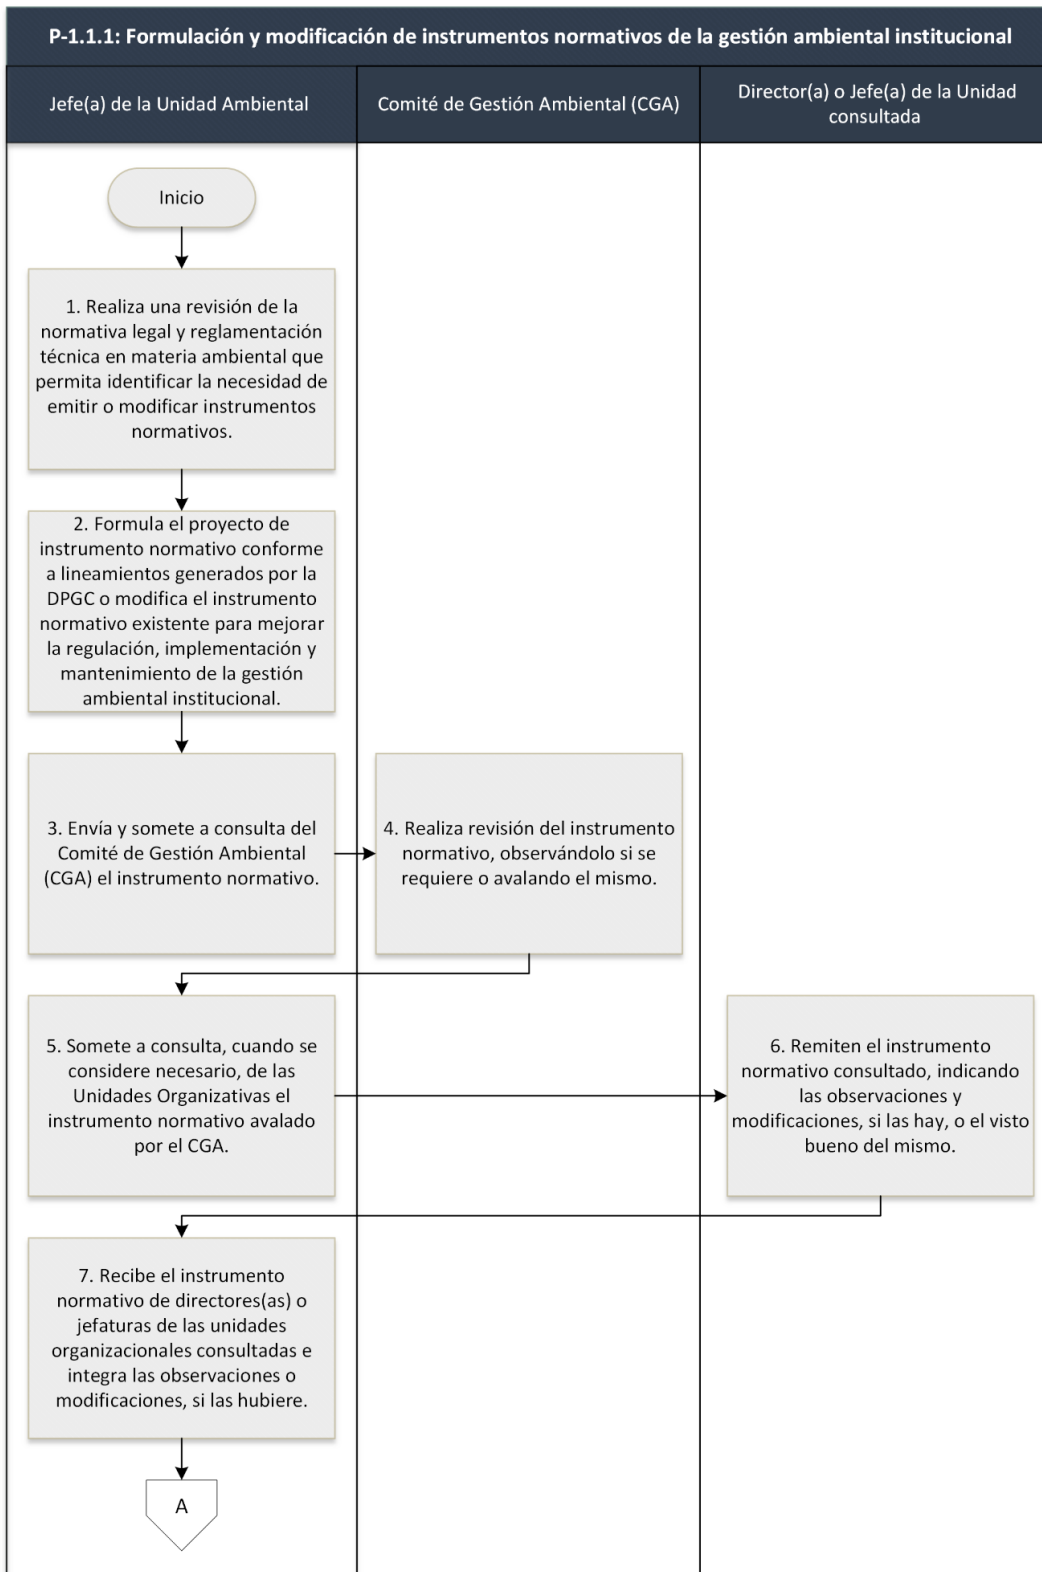 P-1.1.1: Formulación y modificación de instrumentos normativos de la gestión ambiental institucional
Jefe(a) de la Unidad Ambiental
Comité de Gestión Ambiental (CGA)
Director(a) o Jefe(a) de la Unidad
consultada
Inicio
1. Realiza una revisión de la
normativa legal y reglamentación
técnica en materia ambiental que
permita identificar la necesidad de
emitir o modificar instrumentos
normativos.
2. Formula el proyecto de
instrumento normativo conforme
a lineamientos generados por la
DPGC o modifica el instrumento
normativo existente para mejorar
la regulación, implementación y
mantenimiento de la gestión
ambiental institucional.
3. Envía y somete a consulta del
Comité de Gestión Ambiental
(CGA) el instrumento normativo.
4. Realiza revisión del instrumento
normativo, observándolo si se
requiere o avalando el mismo.
5. Somete a consulta, cuando se
considere necesario, de las
Unidades Organizativas el
instrumento normativo avalado
por el CGA.
6. Remiten el instrumento
normativo consultado, indicando
las observaciones y
modificaciones, si las hay, o el visto
bueno del mismo.
7. Recibe el instrumento
normativo de directores(as) o
jefaturas de las unidades
organizacionales consultadas e
integra las observaciones o
modificaciones, si las hubiere.
A